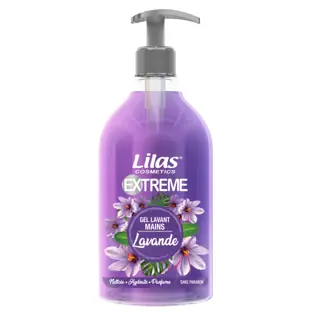 Lilas
COSMETICS
EXTREME
GEL LAVANT
MAINS
Lavande
Nettoie • Hydrate • Parfume
SANS PARABEN